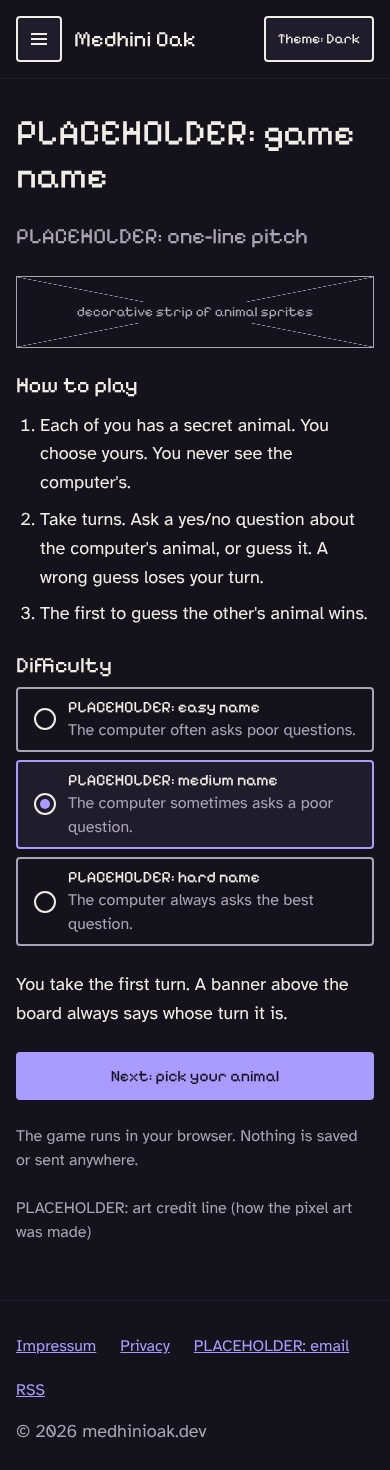 Medhini Oak
Theme: Dark
PLACEHOLDER: game
name
PLACEHOLDER: one-line pitch
decorative strip of animal sprites
How to play
1. Each of you has a secret animal. You
choose yours. You never see the
computer's.
2. Take turns. Ask a yes/no question about
the computer's animal, or guess it. A
wrong guess loses your turn.
3. The first to guess the other's animal wins.
Difficulty
PLACEHOLDER: easy name
The computer often asks poor questions.
PLACEHOLDER: medium name
The computer sometimes asks a poor
question.
PLACEHOLDER: hard name
The computer always asks the best
question.
You take the first turn. A banner above the
board always says whose turn it is.
Next: pick your animal
The game runs in your browser. Nothing is saved
or sent anywhere.
PLACEHOLDER: art credit line (how the pixel art
was made)
Impressum Privacy PLACEHOLDER: email
RSS
© 2026 medhinioak.dev